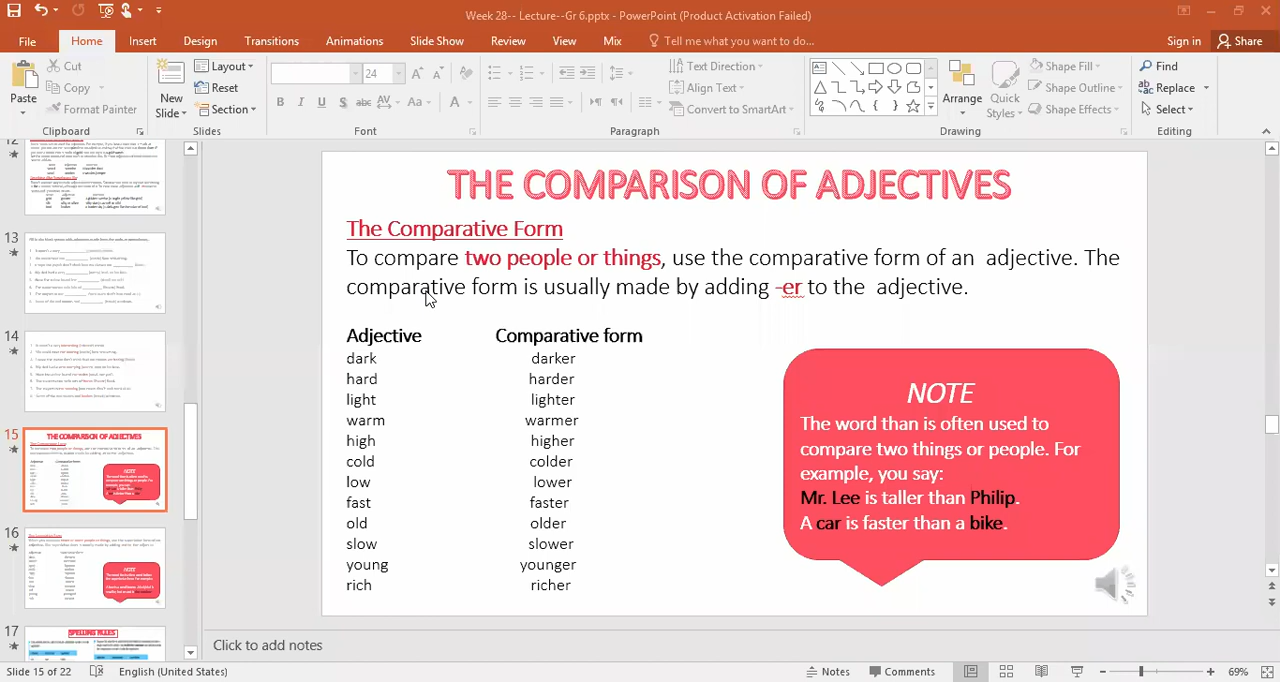 Week 28-- Lecture--Gr 6.pptx - PowerPoint (Product Activation Failed)
File Home Insert Design Transitions Animations Slide Show Review View Mix Tell me what you want to do... Sign in Share
Paste Cut Copy Format Painter Clipboard
New Slide Layout Reset Section Slides
24 B I U S abc AV Aa A Font
Text Direction Align Text Convert to SmartArt Paragraph
Arrange Quick Styles Shape Fill Shape Outline Shape Effects Drawing
Find Replace Select Editing
12
13
14
15
THE COMPARISON OF ADJECTIVES
16
17
SPELLING RULES
THE COMPARISON OF ADJECTIVES
The Comparative Form
To compare two people or things, use the comparative form of an adjective. The
comparative form is usually made by adding -er to the adjective.
Adjective Comparative form
dark darker
hard harder
light lighter
warm warmer
high higher
cold colder
low lower
fast faster
old older
slow slower
young younger
rich richer
NOTE
The word than is often used to
compare two things or people. For
example, you say:
Mr. Lee is taller than Philip.
A car is faster than a bike.
Click to add notes
Slide 15 of 22 English (United States) Notes Comments 69%